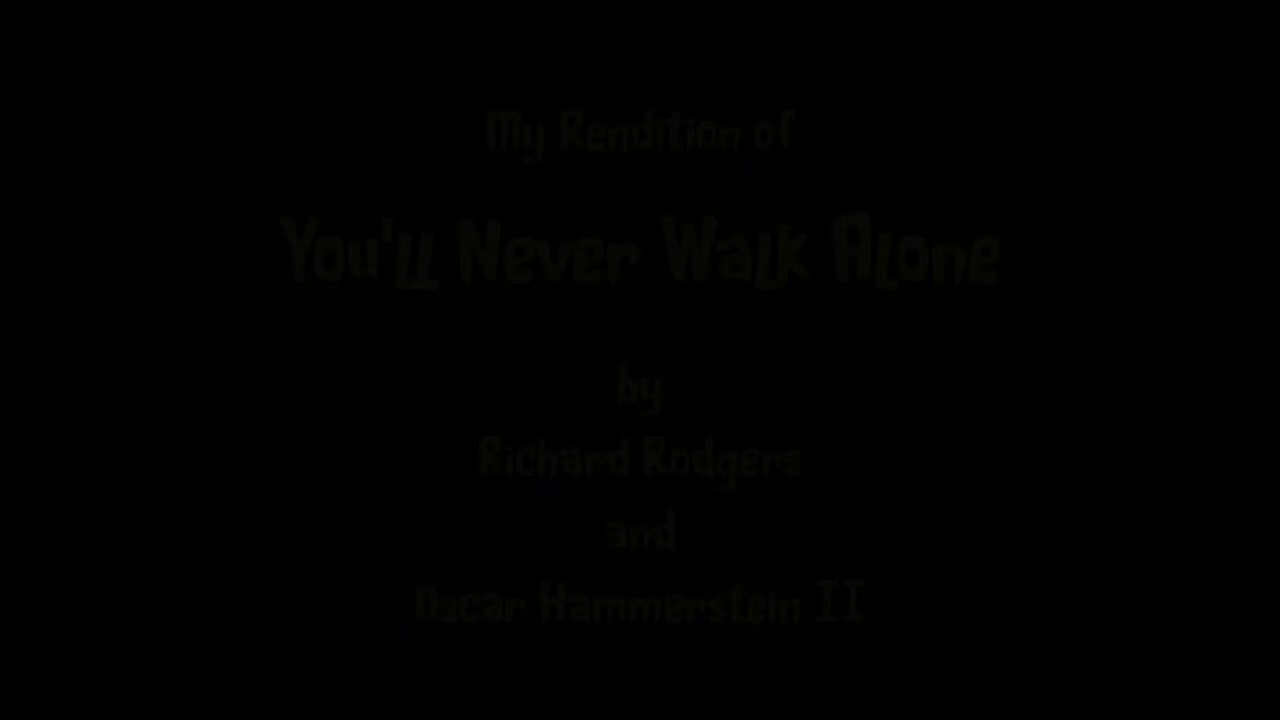 My Rendition of
You'll Never Walk Alone
by
Richard Rodgers
and
Oscar Hammerstein II